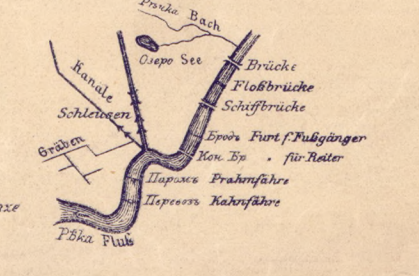 Рѣчка Bach
Озеро See
Kanäle
Schleusen
Gräben
Brücke
Floßbrücke
Schiffbrücke
Бродъ Furt f. Fußgänger
Кон. Бр. " für Reiter
Паромъ Prahmfähre
Перевозъ Kahnfähre
Рѣка Fluß